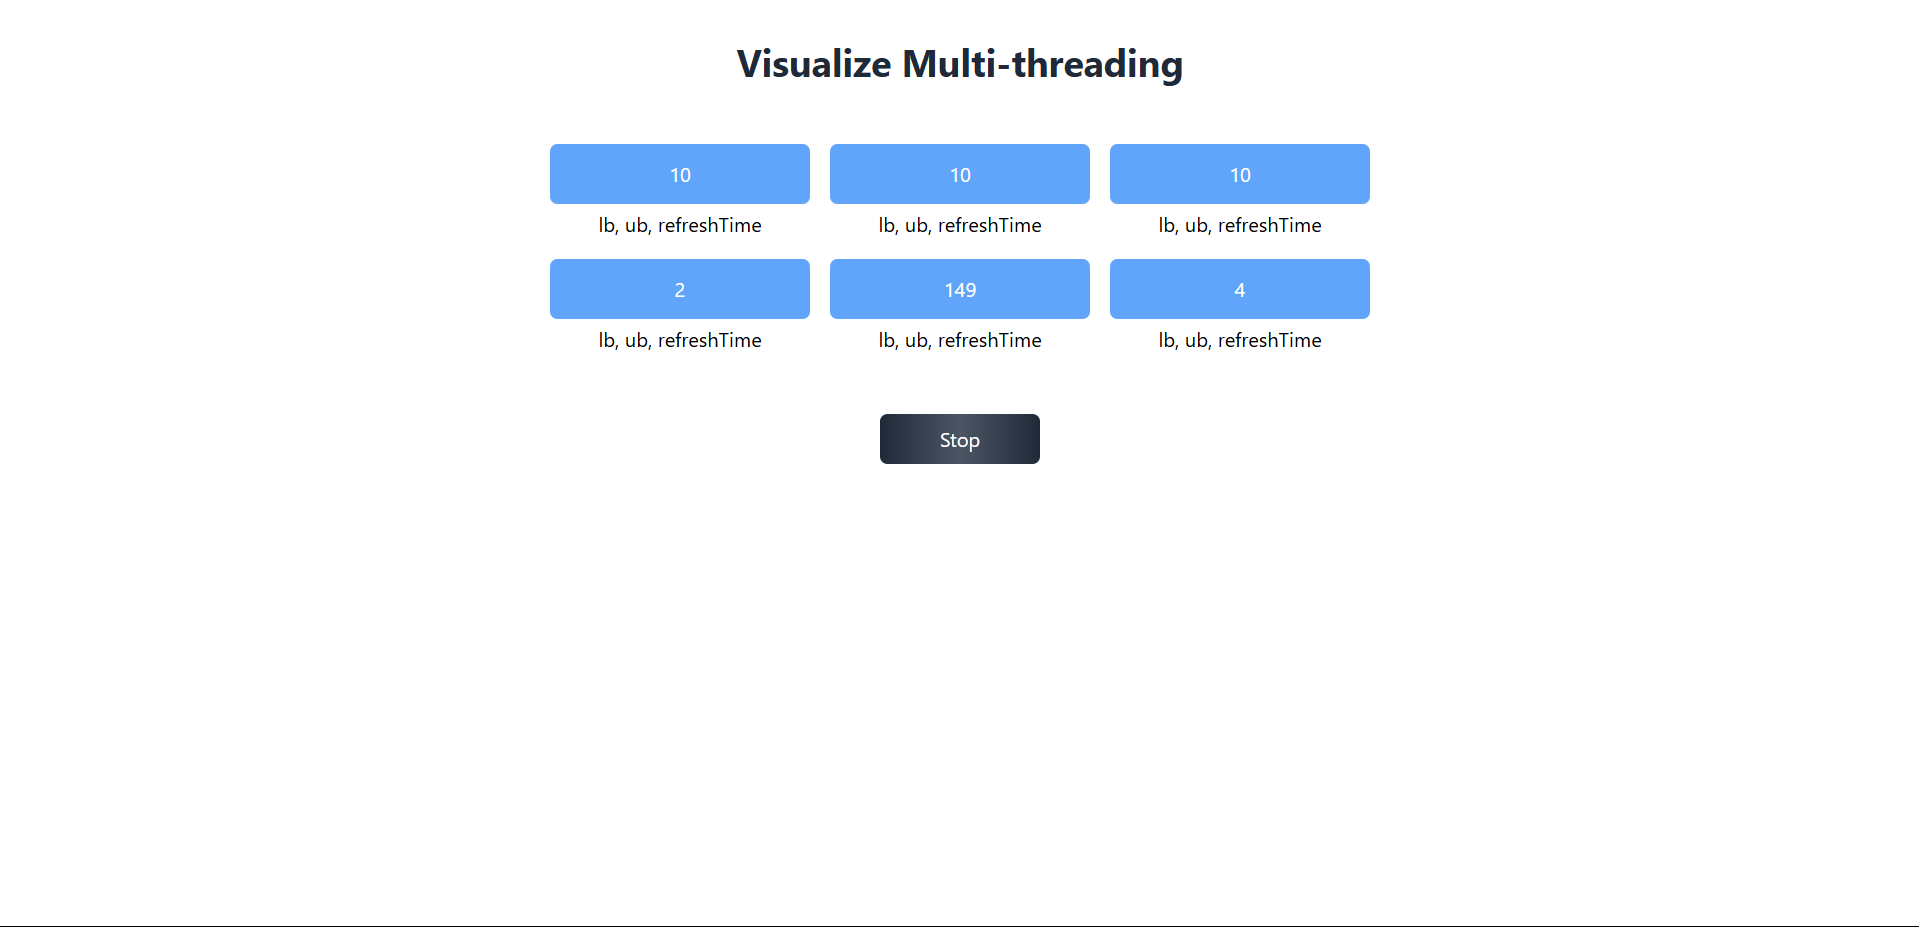 Visualize Multi-threading
10 10 10
lb, ub, refreshTime lb, ub, refreshTime lb, ub, refreshTime
2 149 4
lb, ub, refreshTime lb, ub, refreshTime lb, ub, refreshTime
Stop